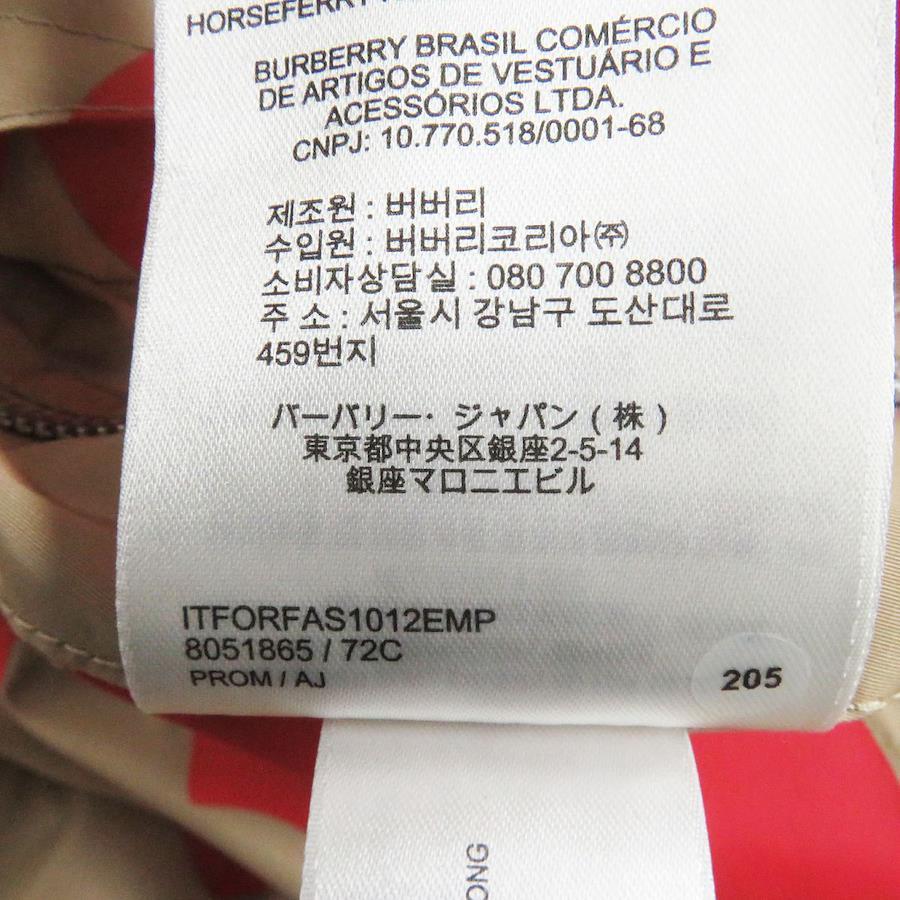 HORSEFERRY
BURBERRY BRASIL COMÉRCIO
DE ARTIGOS DE VESTUÁRIO E
ACESSÓRIOS LTDA.
CNPJ: 10.770.518/0001-68
제조원 : 버버리
수입원 : 버버리코리아㈜
소비자상담실 : 080 700 8800
주 소 : 서울시 강남구 도산대로
459번지
バーバリー· ジャパン ( 株 )
東京都中央区銀座2-5-14
銀座マロニエビル
ITFORFAS1012EMP
8051865 / 72C
PROM / AJ
205
ONG